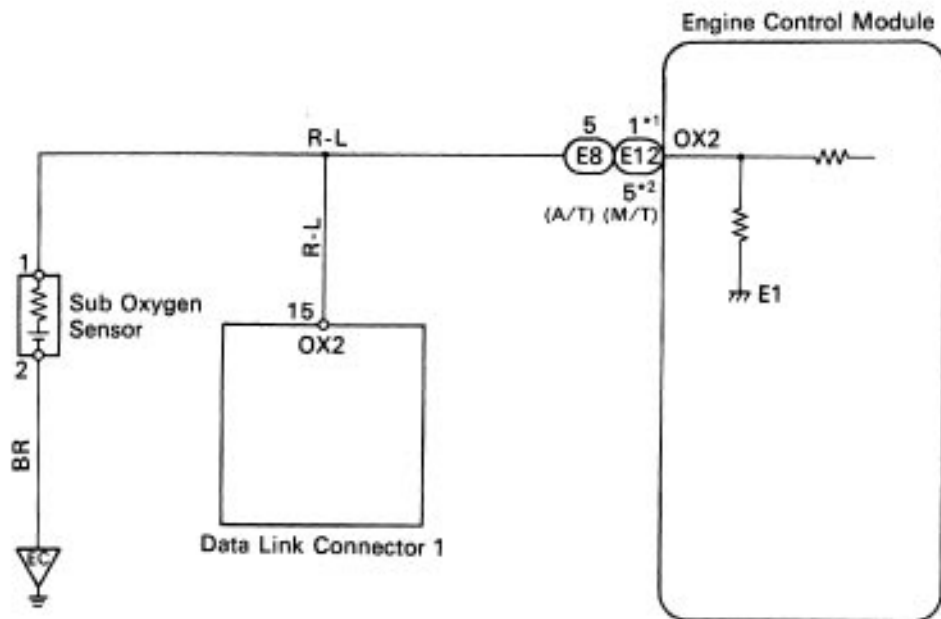 Engine Control Module
R-L
5
1*1
E8
E12
OX2
5*2
(A/T) (M/T)
R-L
E1
1
Sub Oxygen
Sensor
2
15
OX2
BR
Data Link Connector 1
EC